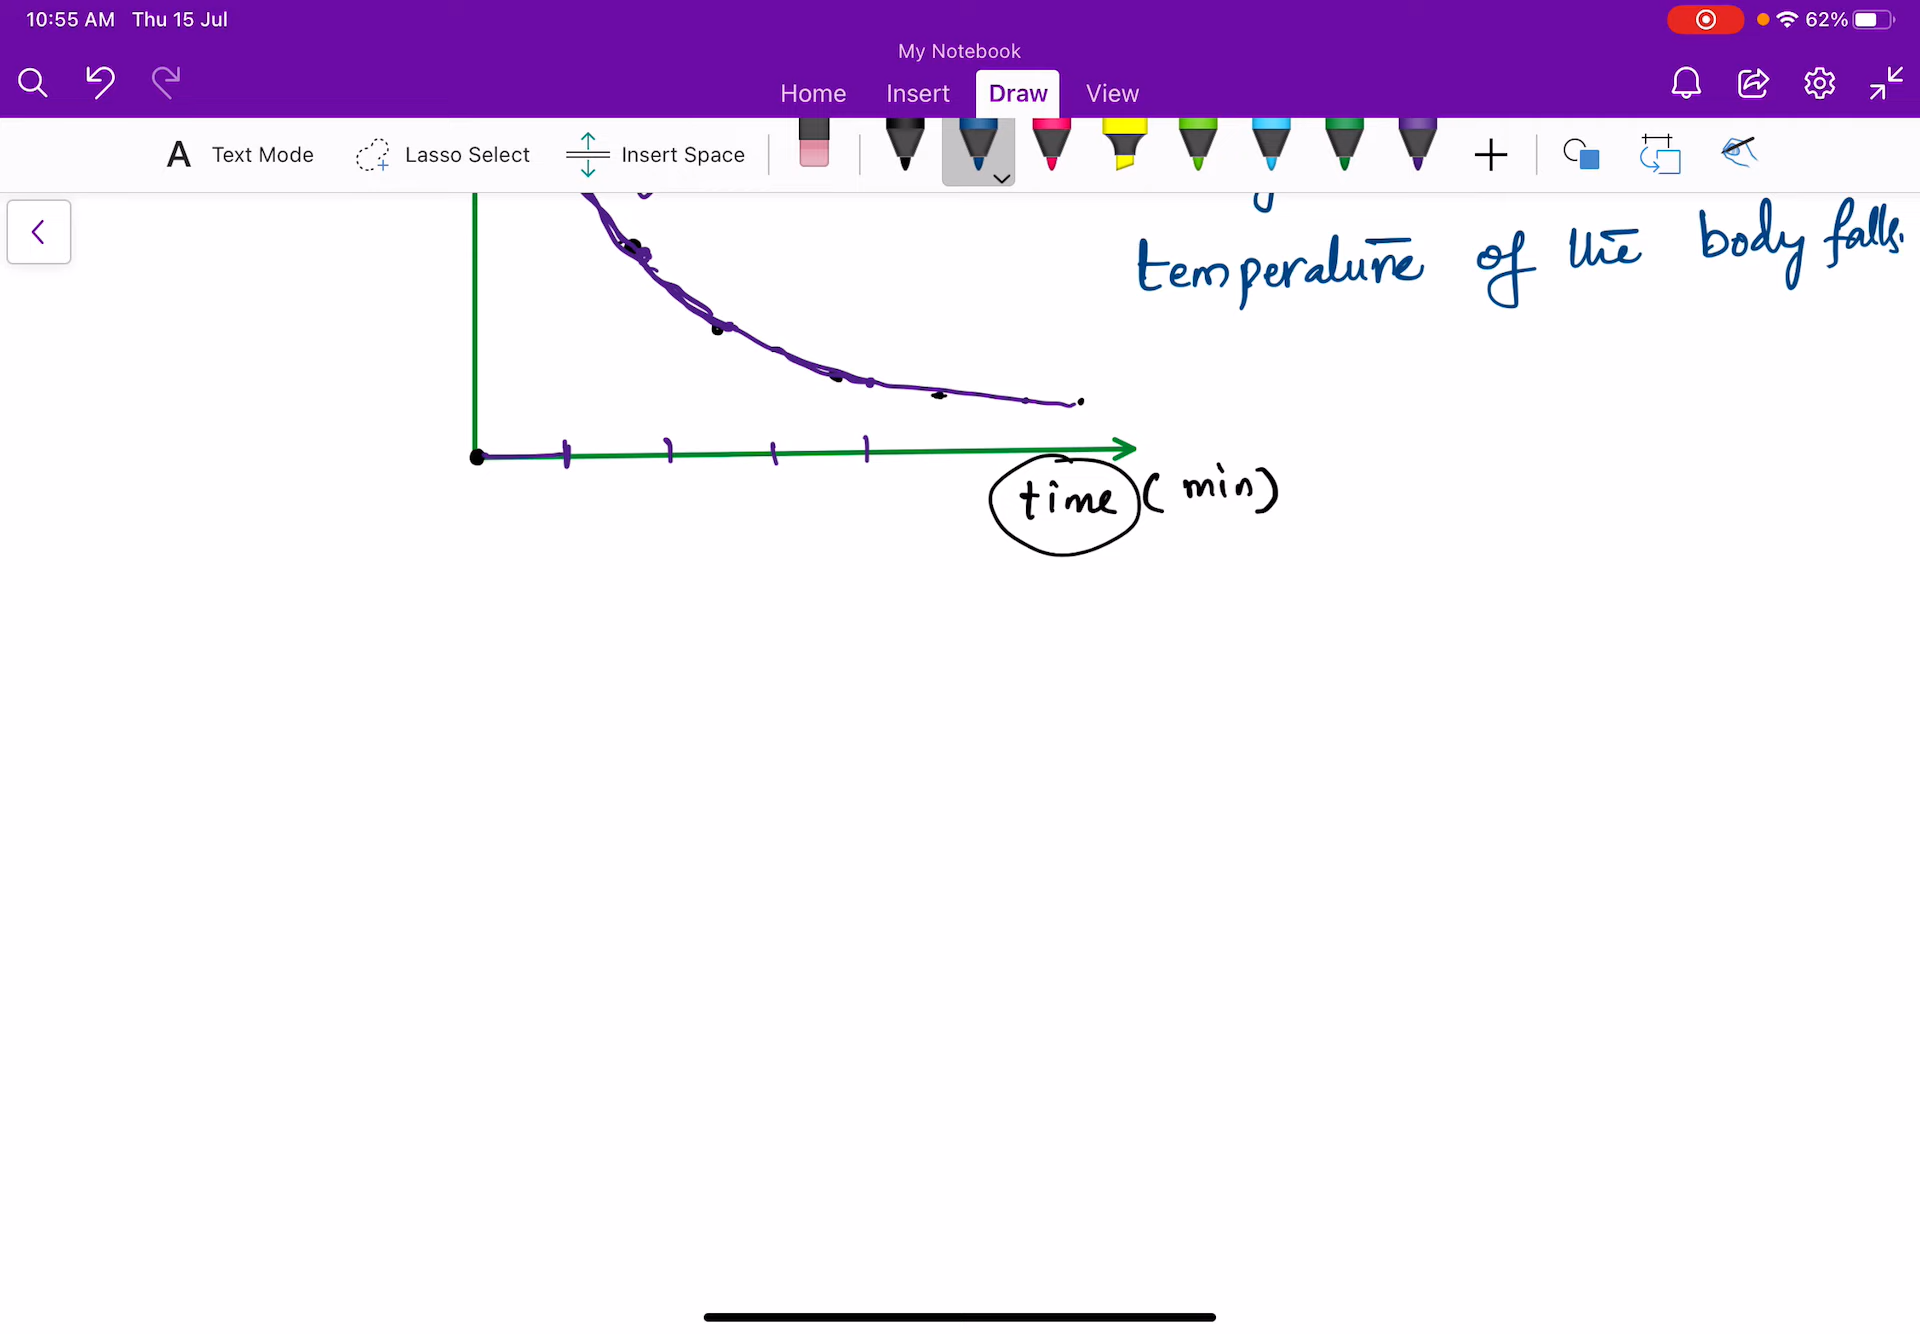 10:55 AM Thu 15 Jul
62%
My Notebook
Home Insert Draw View
A Text Mode Lasso Select Insert Space
temperature of the body falls.
time (min)